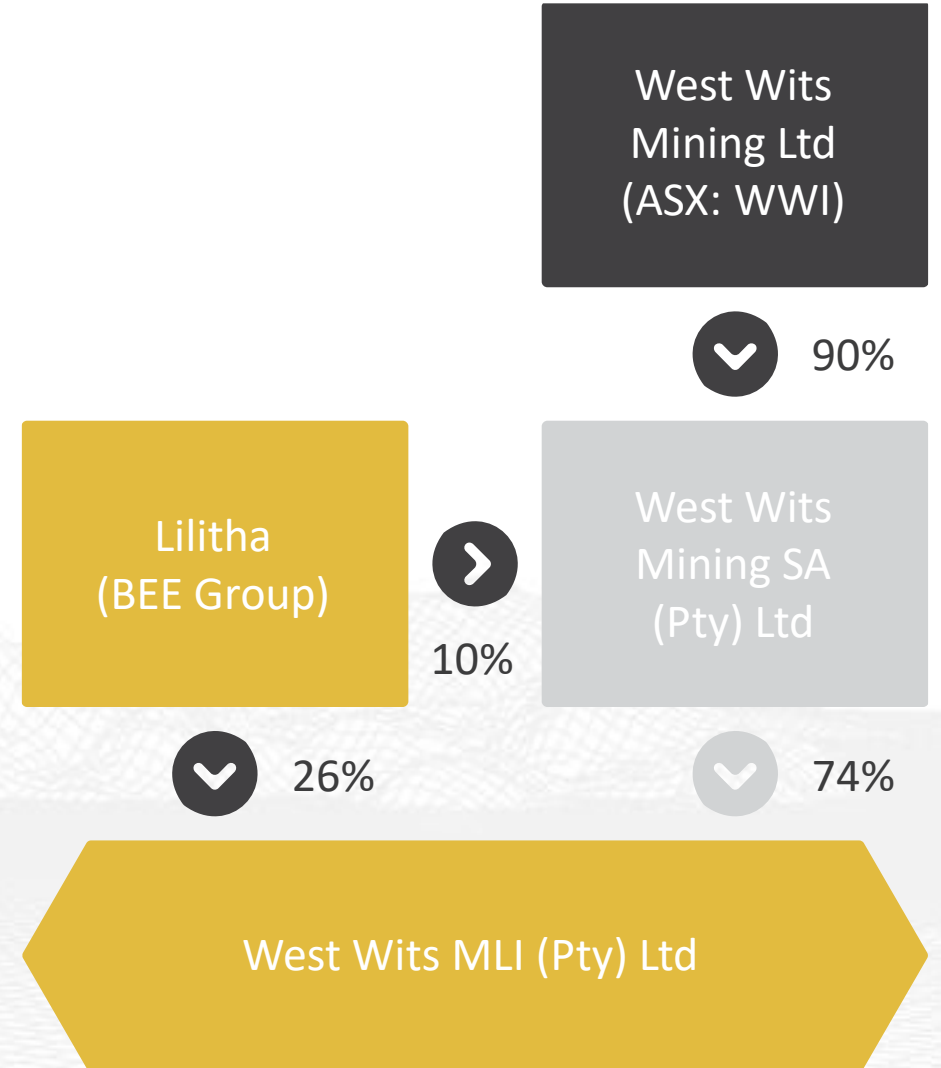 West Wits
Mining Ltd
(ASX: WWI)
90%
Lilitha
(BEE Group)
10%
West Wits
Mining SA
(Pty) Ltd
26%
74%
West Wits MLI (Pty) Ltd